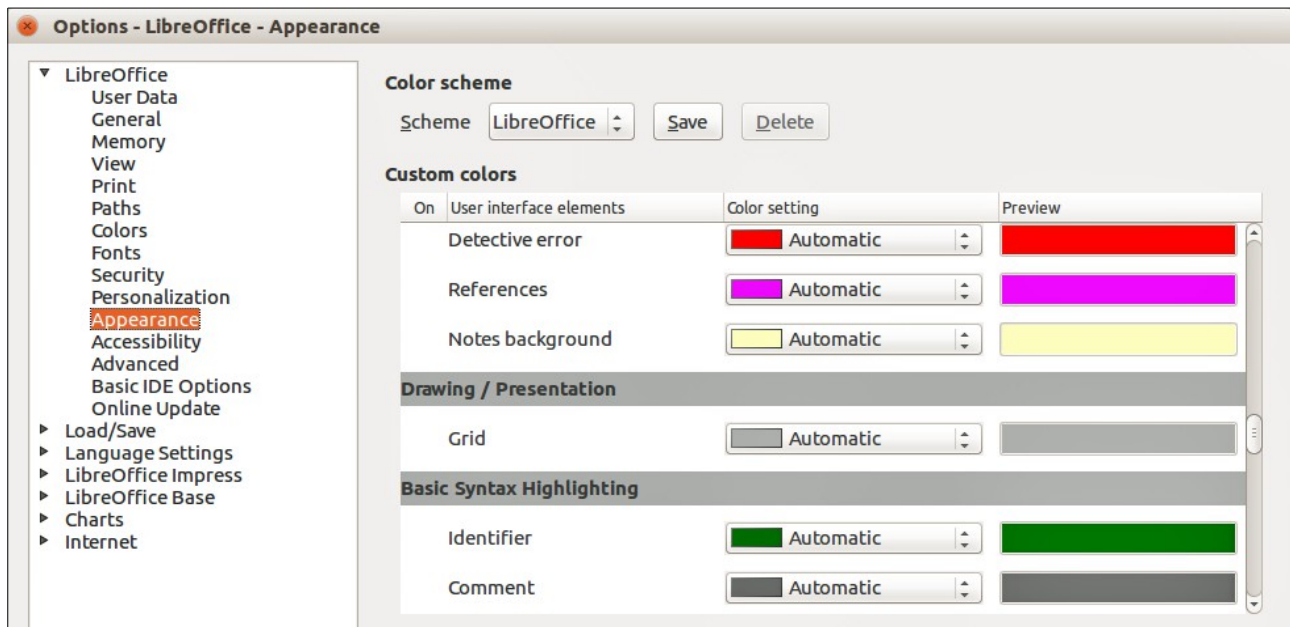 Options - LibreOffice - Appearance
LibreOffice
User Data
General
Memory
View
Print
Paths
Colors
Fonts
Security
Personalization
Appearance
Accessibility
Advanced
Basic IDE Options
Online Update
Load/Save
Language Settings
LibreOffice Impress
LibreOffice Base
Charts
Internet
Color scheme
Scheme LibreOffice Save Delete
Custom colors
On User interface elements Color setting Preview
Detective error Automatic
References Automatic
Notes background Automatic
Drawing / Presentation
Grid Automatic
Basic Syntax Highlighting
Identifier Automatic
Comment Automatic